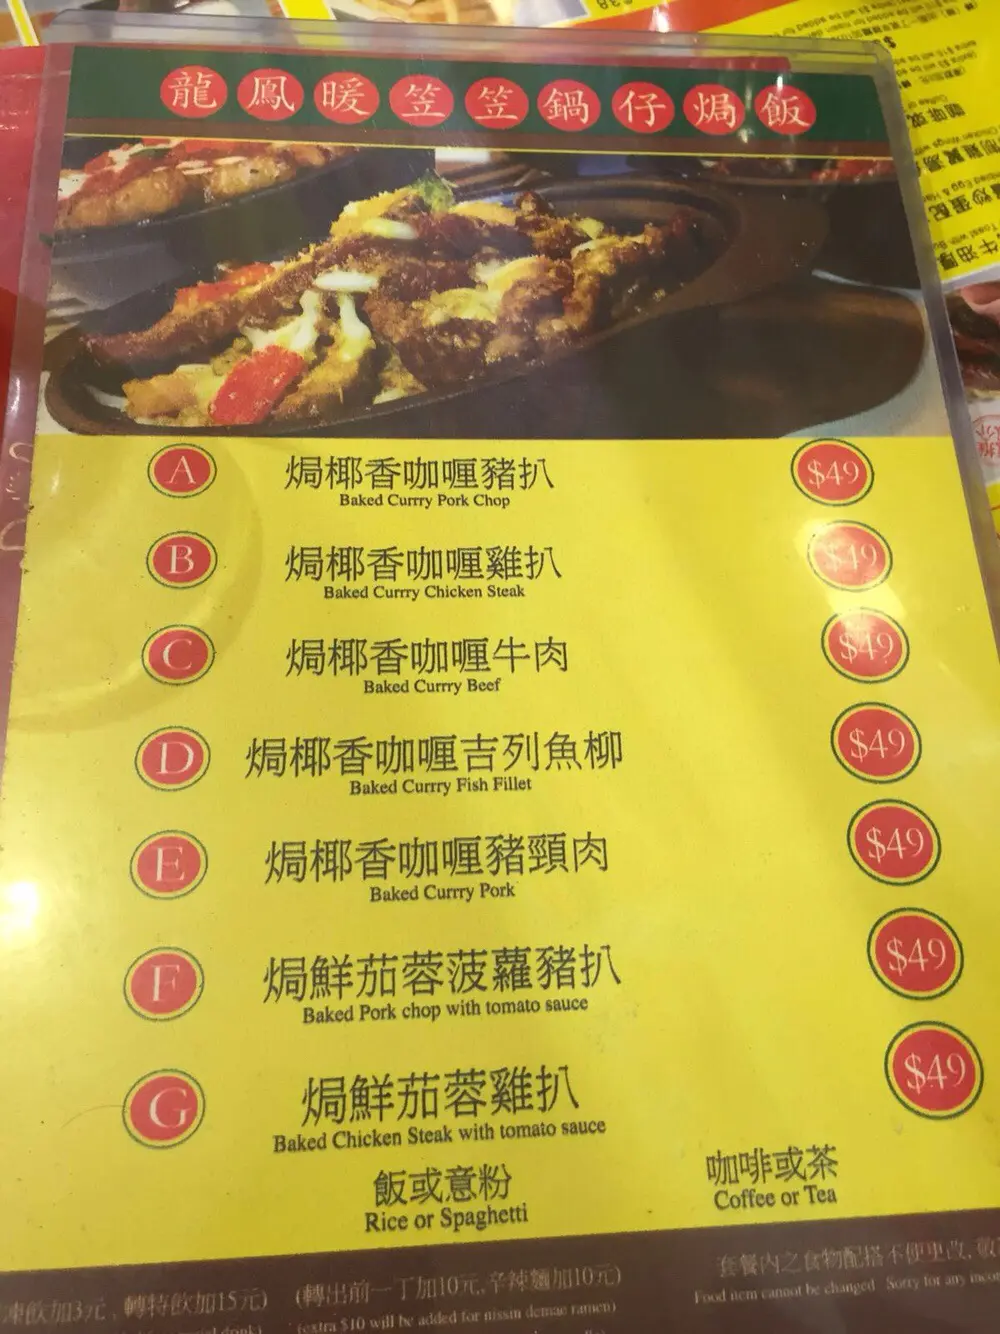 龍鳳暖笠笠鍋仔焗飯
A 焗椰香咖喱豬扒 $49
Baked Currry Pork Chop
B 焗椰香咖喱雞扒 $49
Baked Currry Chicken Steak
C 焗椰香咖喱牛肉 $49
Baked Currry Beef
D 焗椰香咖喱吉列魚柳 $49
Baked Currry Fish Fillet
E 焗椰香咖喱豬頸肉 $49
Baked Currry Pork
F 焗鮮茄蓉菠蘿豬扒 $49
Baked Pork chop with tomato sauce
G 焗鮮茄蓉雞扒 $49
Baked Chicken Steak with tomato sauce
飯或意粉 咖啡或茶
Rice or Spaghetti Coffee or Tea
凍飲加3元, 轉特飲加15元) (轉出前一丁加10元,辛辣麵加10元) 套餐內之食物配搭不便更改,敬
(extra $10 will be added for nissin demae ramen) Food item cannot be changed Sorry for any